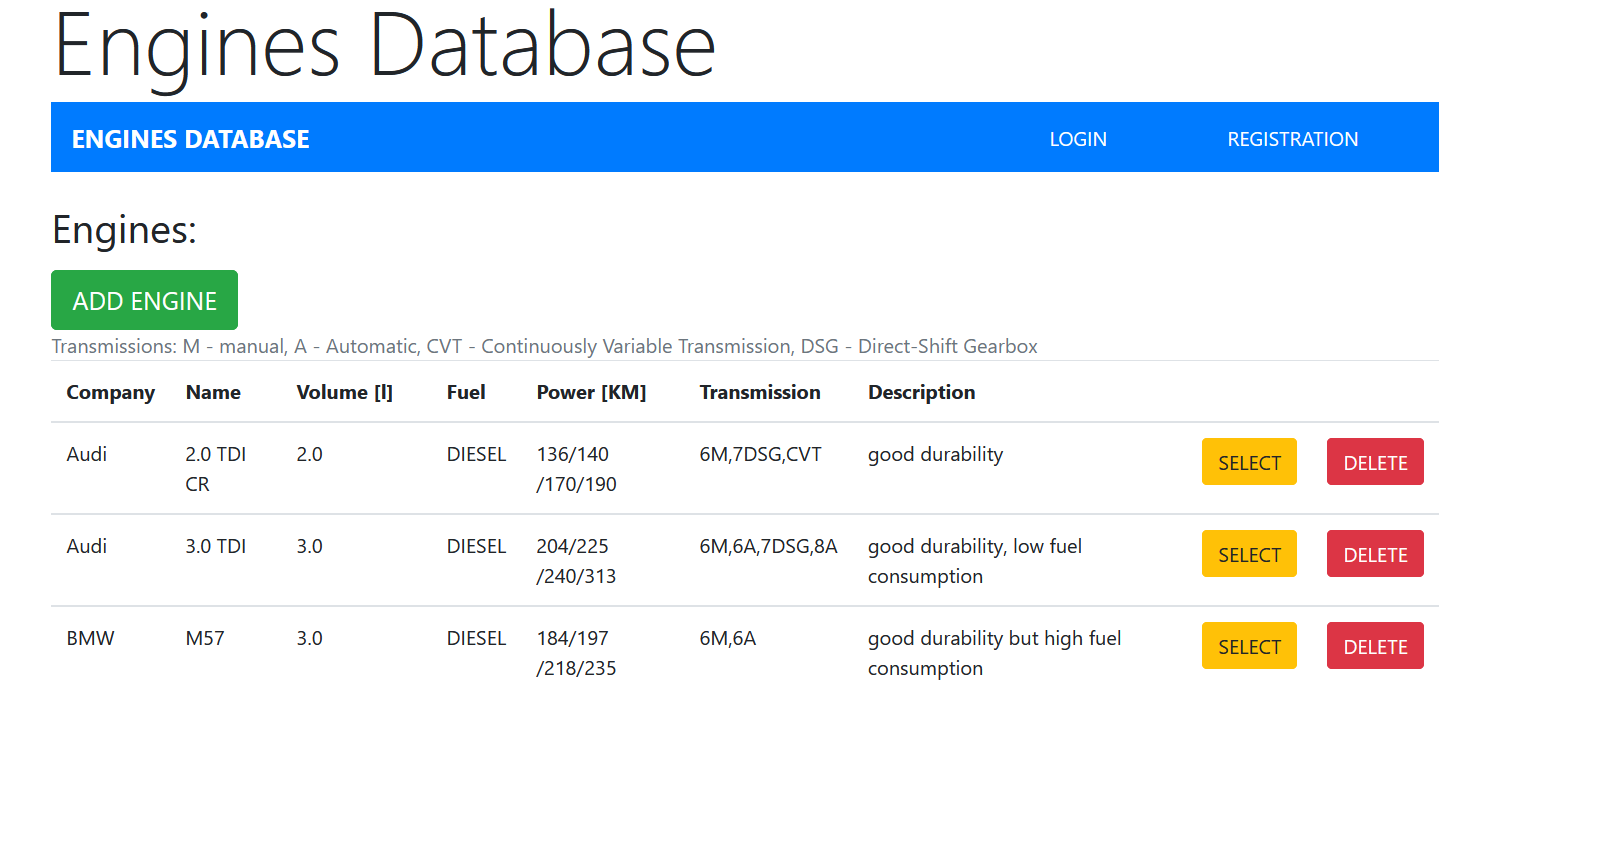 Engines Database
ENGINES DATABASE LOGIN REGISTRATION
Engines:
ADD ENGINE
Transmissions: M - manual, A - Automatic, CVT - Continuously Variable Transmission, DSG - Direct-Shift Gearbox
Company Name Volume [l] Fuel Power [KM] Transmission Description
Audi 2.0 TDI 2.0 DIESEL 136/140 6M,7DSG,CVT good durability SELECT DELETE
CR /170/190
Audi 3.0 TDI 3.0 DIESEL 204/225 6M,6A,7DSG,8A good durability, low fuel SELECT DELETE
/240/313 consumption
BMW M57 3.0 DIESEL 184/197 6M,6A good durability but high fuel SELECT DELETE
/218/235 consumption